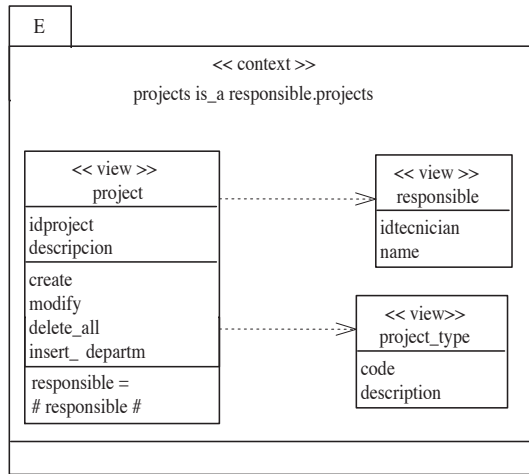 E
<< context >>
projects is_a responsible.projects
<< view >>
project
idproject
descripcion
create
modify
delete_all
insert_ departm
responsible =
# responsible #
<< view >>
responsible
idtecnician
name
<< view>>
project_type
code
description